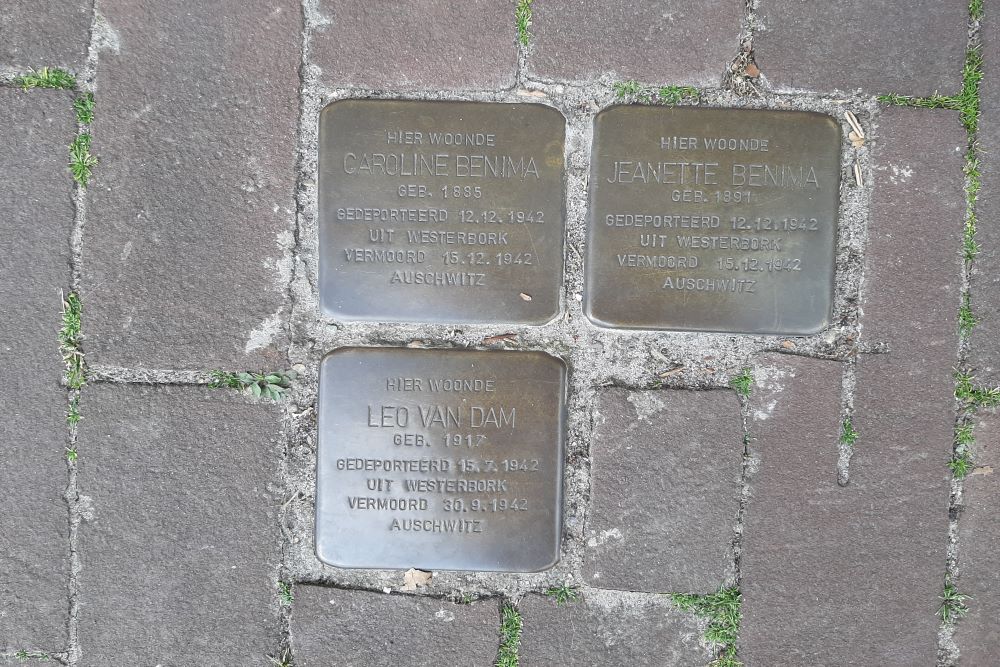 HIER WOONDE
CAROLINE BENIMA
GEB. 1885
GEDEPORTEERD 12.12.1942
UIT WESTERBORK
VERMOORD 15.12.1942
AUSCHWITZ
HIER WOONDE
JEANETTE BENIMA
GEB. 1891
GEDEPORTEERD 12.12.1942
UIT WESTERBORK
VERMOORD 15.12.1942
AUSCHWITZ
HIER WOONDE
LEO VAN DAM
GEB. 1917
GEDEPORTEERD 15.7.1942
UIT WESTERBORK
VERMOORD 30.9.1942
AUSCHWITZ